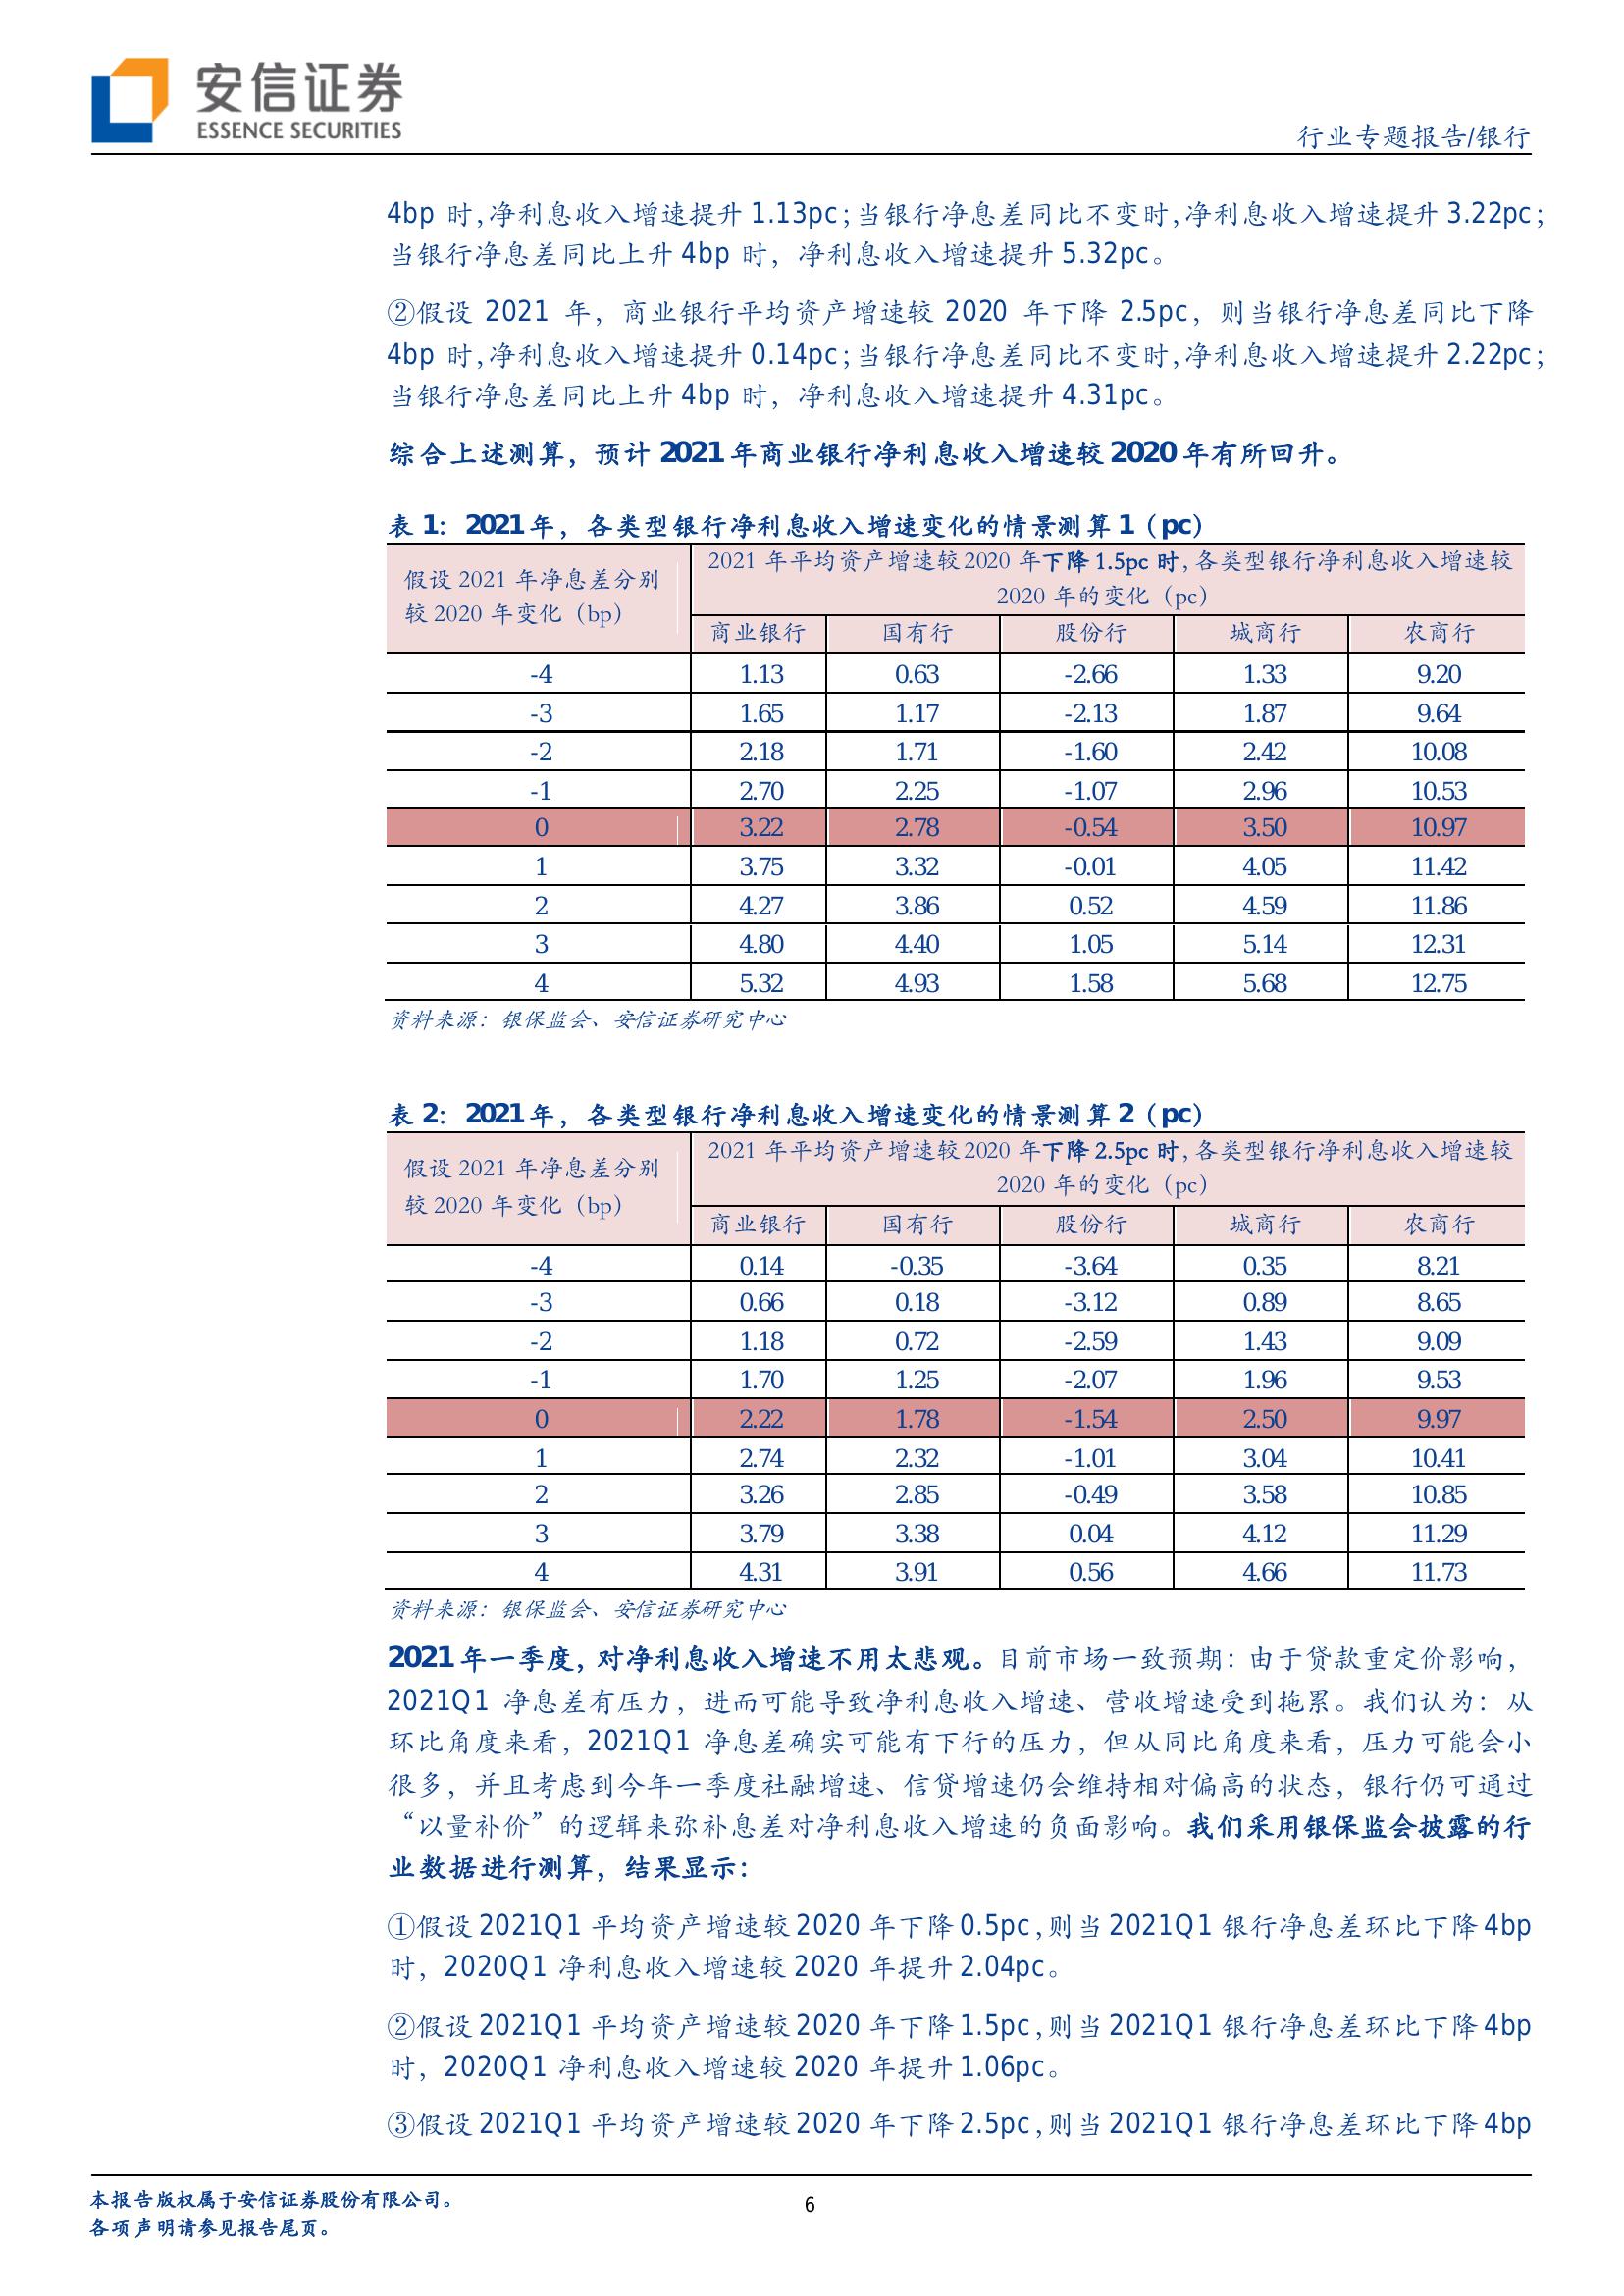 安信证券
ESSENCE SECURITIES
行业专题报告/银行
4bp 时,净利息收入增速提升 1.13pc；当银行净息差同比不变时,净利息收入增速提升 3.22pc；
当银行净息差同比上升 4bp 时，净利息收入增速提升 5.32pc。
②假设 2021 年，商业银行平均资产增速较 2020 年下降 2.5pc，则当银行净息差同比下降
4bp 时,净利息收入增速提升 0.14pc；当银行净息差同比不变时,净利息收入增速提升 2.22pc；
当银行净息差同比上升 4bp 时，净利息收入增速提升 4.31pc。
综合上述测算，预计 2021 年商业银行净利息收入增速较 2020 年有所回升。
表 1：2021 年，各类型银行净利息收入增速变化的情景测算 1（pc）
假设 2021 年净息差分别
较 2020 年变化（bp）
2021 年平均资产增速较 2020 年下降 1.5pc 时，各类型银行净利息收入增速较
2020 年的变化（pc）
商业银行 国有行 股份行 城商行 农商行
-4 1.13 0.63 -2.66 1.33 9.20
-3 1.65 1.17 -2.13 1.87 9.64
-2 2.18 1.71 -1.60 2.42 10.08
-1 2.70 2.25 -1.07 2.96 10.53
0 3.22 2.78 -0.54 3.50 10.97
1 3.75 3.32 -0.01 4.05 11.42
2 4.27 3.86 0.52 4.59 11.86
3 4.80 4.40 1.05 5.14 12.31
4 5.32 4.93 1.58 5.68 12.75
资料来源：银保监会、安信证券研究中心
表 2：2021 年，各类型银行净利息收入增速变化的情景测算 2（pc）
假设 2021 年净息差分别
较 2020 年变化（bp）
2021 年平均资产增速较 2020 年下降 2.5pc 时，各类型银行净利息收入增速较
2020 年的变化（pc）
商业银行 国有行 股份行 城商行 农商行
-4 0.14 -0.35 -3.64 0.35 8.21
-3 0.66 0.18 -3.12 0.89 8.65
-2 1.18 0.72 -2.59 1.43 9.09
-1 1.70 1.25 -2.07 1.96 9.53
0 2.22 1.78 -1.54 2.50 9.97
1 2.74 2.32 -1.01 3.04 10.41
2 3.26 2.85 -0.49 3.58 10.85
3 3.79 3.38 0.04 4.12 11.29
4 4.31 3.91 0.56 4.66 11.73
资料来源：银保监会、安信证券研究中心
2021 年一季度，对净利息收入增速不用太悲观。目前市场一致预期：由于贷款重定价影响，
2021Q1 净息差有压力，进而可能导致净利息收入增速、营收增速受到拖累。我们认为：从
环比角度来看，2021Q1 净息差确实可能有下行的压力，但从同比角度来看，压力可能会小
很多，并且考虑到今年一季度社融增速、信贷增速仍会维持相对偏高的状态，银行仍可通过
“以量补价”的逻辑来弥补息差对净利息收入增速的负面影响。我们采用银保监会披露的行
业数据进行测算，结果显示：
①假设 2021Q1 平均资产增速较 2020 年下降 0.5pc,则当 2021Q1 银行净息差环比下降 4bp
时，2020Q1 净利息收入增速较 2020 年提升 2.04pc。
②假设 2021Q1 平均资产增速较 2020 年下降 1.5pc,则当 2021Q1 银行净息差环比下降 4bp
时，2020Q1 净利息收入增速较 2020 年提升 1.06pc。
③假设 2021Q1 平均资产增速较 2020 年下降 2.5pc,则当 2021Q1 银行净息差环比下降 4bp
本报告版权属于安信证券股份有限公司。
各项声明请参见报告尾页。
6